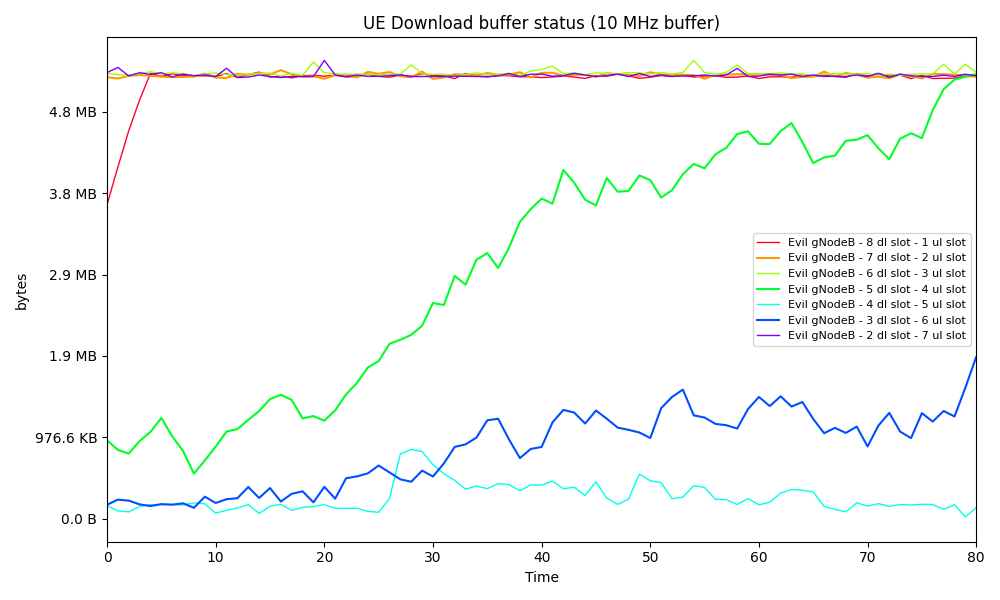 UE Download buffer status (10 MHz buffer)
bytes
4.8 MB
3.8 MB
2.9 MB
1.9 MB
976.6 KB
0.0 B
Evil gNodeB - 8 dl slot - 1 ul slot
Evil gNodeB - 7 dl slot - 2 ul slot
Evil gNodeB - 6 dl slot - 3 ul slot
Evil gNodeB - 5 dl slot - 4 ul slot
Evil gNodeB - 4 dl slot - 5 ul slot
Evil gNodeB - 3 dl slot - 6 ul slot
Evil gNodeB - 2 dl slot - 7 ul slot
0 10 20 30 40 50 60 70 80
Time